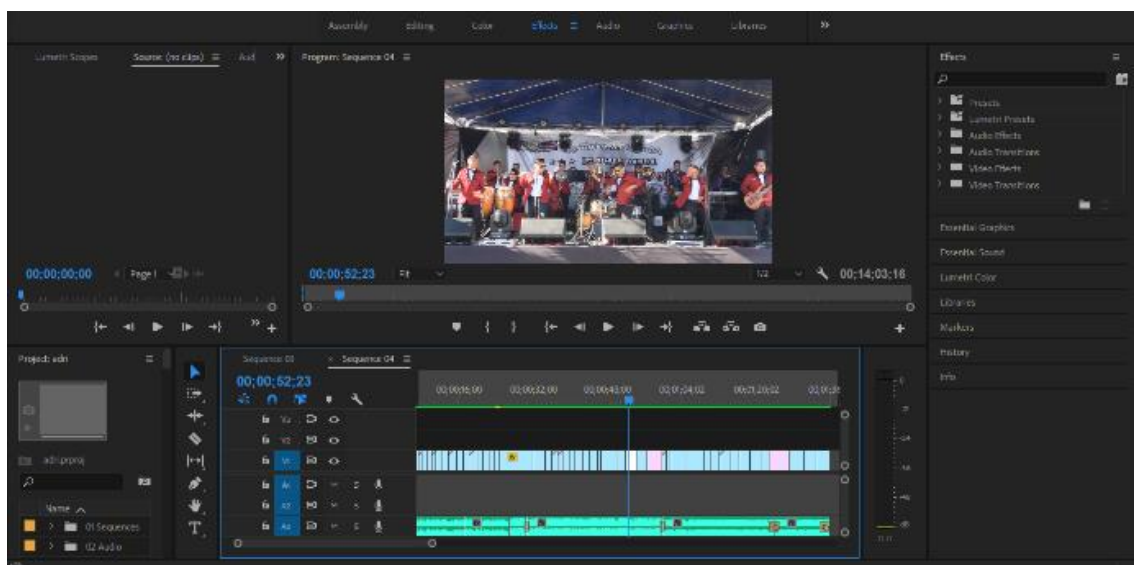 Assembly Editing Color Effects Audio Graphics Libraries
Lumetri Scopes Source: (no clips) Aud
Program: Sequence 04
00;00;00;00 Page 1
00;00;52;23 Fit 1/2 00;14;03;16
Effects
Presets
Lumetri Presets
Audio Effects
Audio Transitions
Video Effects
Video Transitions
Essential Graphics
Essential Sound
Lumetri Color
Libraries
Markers
History
Info
Project: adri
adri.prproj
Name
01 Sequences
02 Audio
Sequence 03 × Sequence 04
00;00;52;23
00;00;16;00 00;00;32;00 00;00;48;00 00;01;04;02 00;01;20;02
V3
V2
V1
A1 S
A2 S
A3 S